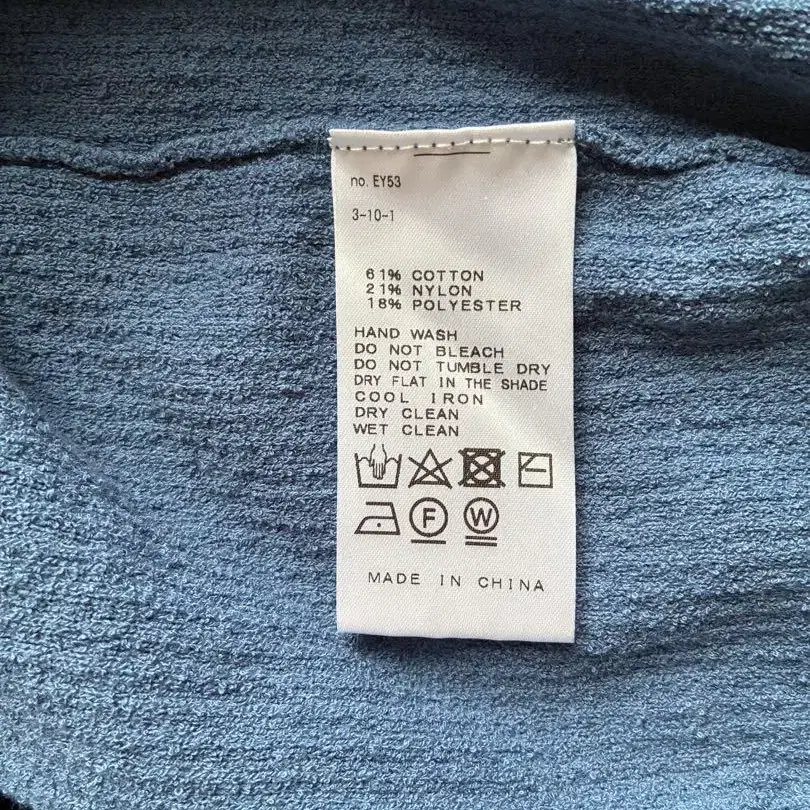 no. EY53
3-10-1
61% COTTON
21% NYLON
18% POLYESTER
HAND WASH
DO NOT BLEACH
DO NOT TUMBLE DRY
DRY FLAT IN THE SHADE
COOL IRON
DRY CLEAN
WET CLEAN
F W
MADE IN CHINA